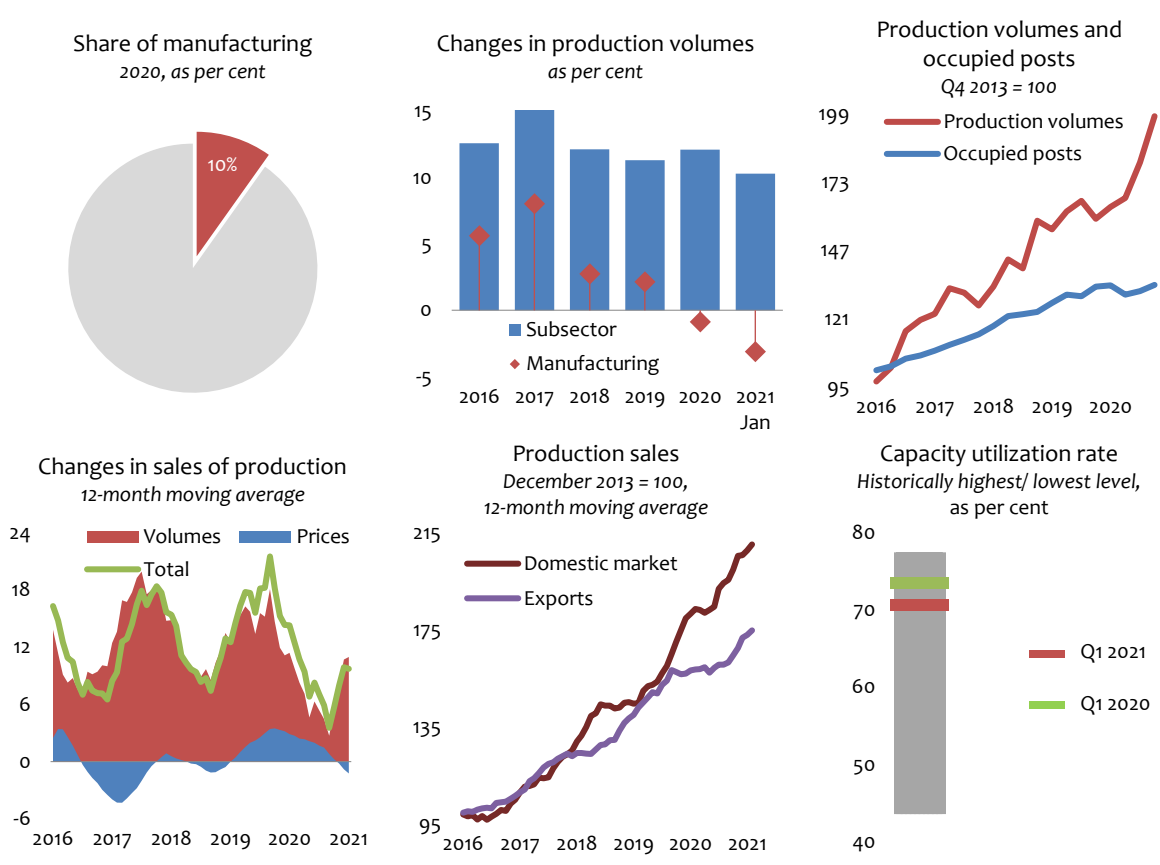 Share of manufacturing
2020, as per cent
10%
Changes in production volumes
as per cent
15
10
5
0
-5
Subsector
Manufacturing
2016 2017 2018 2019 2020 2021
Jan
Production volumes and
occupied posts
Q4 2013 = 100
199
173
147
121
95
Production volumes
Occupied posts
2016 2017 2018 2019 2020
Changes in sales of production
12-month moving average
24
18
12
6
0
-6
Volumes Prices
Total
2016 2017 2018 2019 2020 2021
Production sales
December 2013 = 100,
12-month moving average
215
175
135
95
Domestic market
Exports
2016 2017 2018 2019 2020 2021
Capacity utilization rate
Historically highest/ lowest level,
as per cent
80
70
60
50
40
Q1 2021
Q1 2020